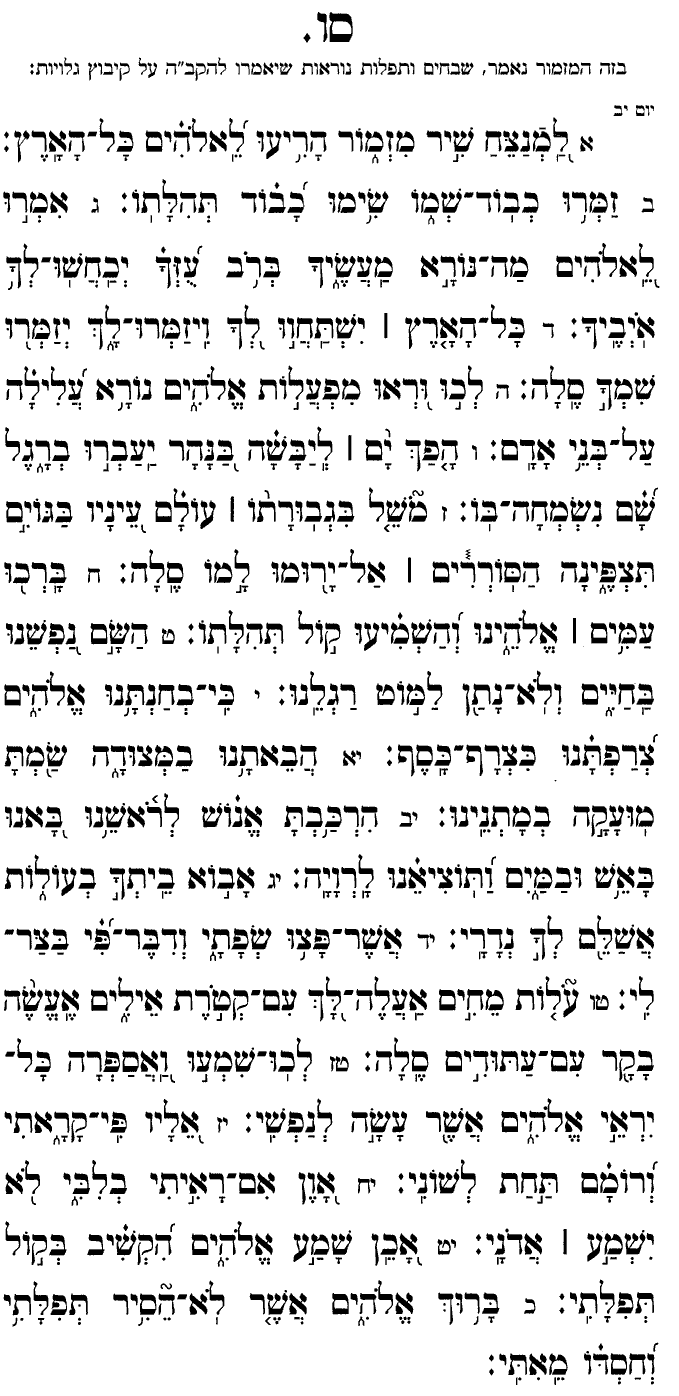 סו.
בזה המזמור נאמר, שבחים ותפלות נוראות שיאמרו להקב״ה על קיבוץ גלויות:
יום יב
א לַמְנַצֵּחַ שִׁיר מִזְמוֹר הָרִיעוּ לֵאלֹהִים כָּל־הָאָרֶץ:
ב זַמְּרוּ כְבוֹד־שְׁמוֹ שִׂימוּ כָבוֹד תְּהִלָּתוֹ: ג אִמְרוּ
לֵאלֹהִים מַה־נּוֹרָא מַעֲשֶׂיךָ בְּרֹב עֻזְּךָ יְכַחֲשׁוּ־לְךָ
אֹיְבֶיךָ: ד כָּל־הָאָרֶץ | יִשְׁתַּחֲווּ לְךָ וִיזַמְּרוּ־לָךְ יְזַמְּרוּ
שִׁמְךָ סֶלָה: ה לְכוּ וּרְאוּ מִפְעֲלוֹת אֱלֹהִים נוֹרָא עֲלִילָה
עַל־בְּנֵי אָדָם: ו הָפַךְ יָם | לְיַבָּשָׁה בַּנָּהָר יַעַבְרוּ בְרָגֶל
שָׁם נִשְׂמְחָה־בּוֹ: ז מֹשֵׁל בִּגְבוּרָתוֹ | עוֹלָם עֵינָיו בַּגּוֹיִם
תִּצְפֶּינָה הַסּוֹרְרִים | אַל־יָרוּמוּ לָמוֹ סֶלָה: ח בָּרְכוּ
עַמִּים | אֱלֹהֵינוּ וְהַשְׁמִיעוּ קוֹל תְּהִלָּתוֹ: ט הַשָּׂם נַפְשֵׁנוּ
בַּחַיִּים וְלֹא־נָתַן לַמּוֹט רַגְלֵנוּ: י כִּי־בְחַנְתָּנוּ אֱלֹהִים
צְרַפְתָּנוּ כִּצְרָף־כָּסֶף: יא הֲבֵאתָנוּ בַמְּצוּדָה שַׂמְתָּ
מוּעָקָה בְמָתְנֵינוּ: יב הִרְכַּבְתָּ אֱנוֹשׁ לְרֹאשֵׁנוּ בָּאנוּ
בָאֵשׁ וּבַמַּיִם וַתּוֹצִיאֵנוּ לָרְוָיָה: יג אָבוֹא בֵיתְךָ בְעוֹלוֹת
אֲשַׁלֵּם לְךָ נְדָרָי: יד אֲשֶׁר־פָּצוּ שְׂפָתָי וְדִבֶּר־פִּי בַּצַּר־
לִי: טו עֹלוֹת מֵחִים אַעֲלֶה־לָּךְ עִם־קְטֹרֶת אֵילִים אֶעֱשֶׂה
בָקָר עִם־עַתּוּדִים סֶלָה: טז לְכוּ־שִׁמְעוּ וַאֲסַפְּרָה כָּל־
יִרְאֵי אֱלֹהִים אֲשֶׁר עָשָׂה לְנַפְשִׁי: יז אֵלָיו פִּי־קָרָאתִי
וְרוֹמַם תַּחַת לְשׁוֹנִי: יח אָוֶן אִם־רָאִיתִי בְלִבִּי לֹא
יִשְׁמַע | אֲדֹנָי: יט אָכֵן שָׁמַע אֱלֹהִים הִקְשִׁיב בְּקוֹל
תְּפִלָּתִי: כ בָּרוּךְ אֱלֹהִים אֲשֶׁר לֹא־הֵסִיר תְּפִלָּתִי
וְחַסְדּוֹ מֵאִתִּי: